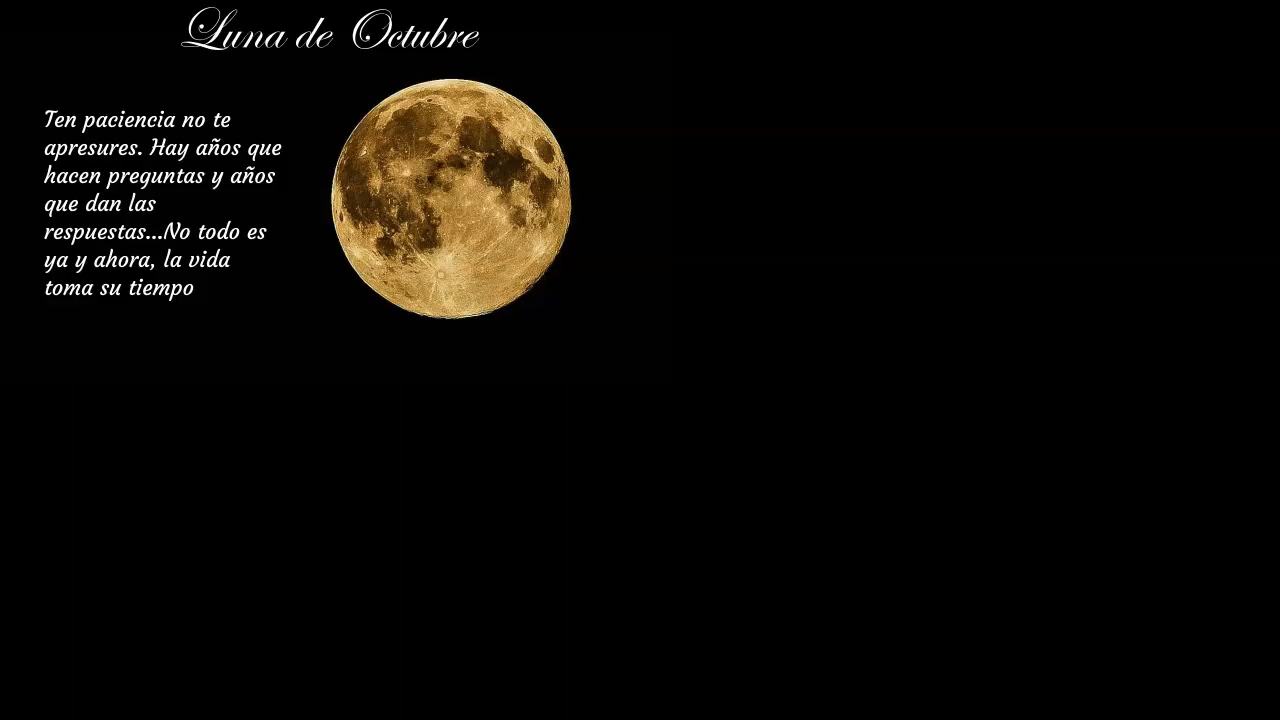 Luna de Octubre
Ten paciencia no te
apresures. Hay años que
hacen preguntas y años
que dan las
respuestas...No todo es
ya y ahora, la vida
toma su tiempo